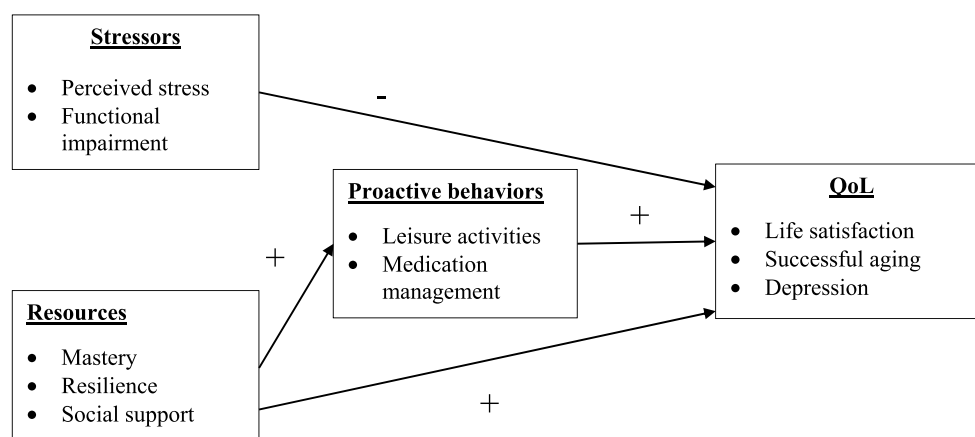 Stressors
• Perceived stress
• Functional
impairment
-
Proactive behaviors
• Leisure activities
• Medication
management
+
QoL
• Life satisfaction
• Successful aging
• Depression
+
Resources
• Mastery
• Resilience
• Social support
+